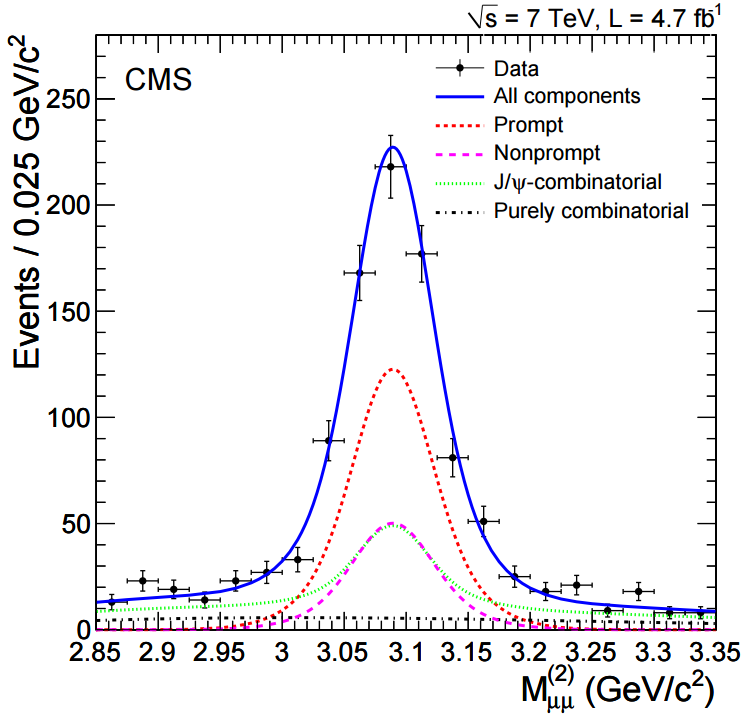 √s = 7 TeV, L = 4.7 fb⁻¹
CMS
Data
All components
Prompt
Nonprompt
J/ψ-combinatorial
Purely combinatorial
Events / 0.025 GeV/c²
250
200
150
100
50
0
2.85 2.9 2.95 3 3.05 3.1 3.15 3.2 3.25 3.3 3.35
M_{μμ}^{(2)} (GeV/c²)